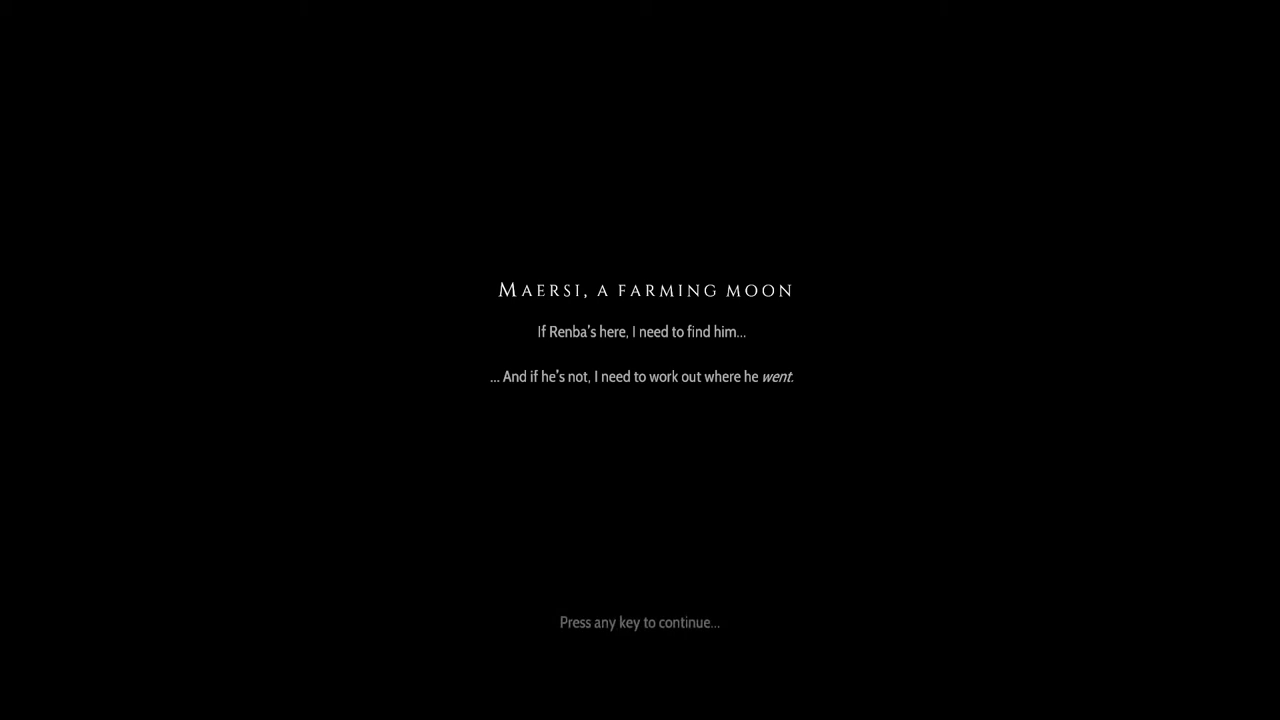 Maersi, a farming moon
If Renba's here, I need to find him...
... And if he's not, I need to work out where he went.
Press any key to continue...